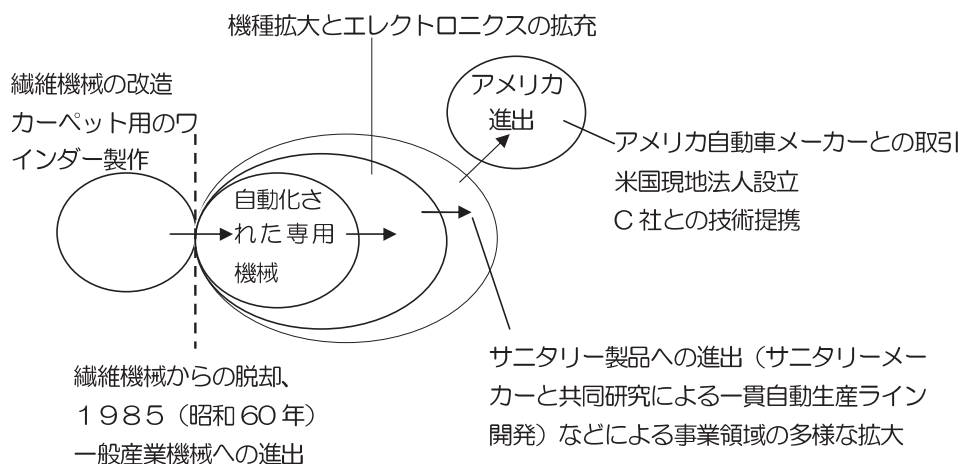 機種拡大とエレクトロニクスの拡充
繊維機械の改造
カーペット用のワ
インダー製作
アメリカ
進出
アメリカ自動車メーカーとの取引
米国現地法人設立
C社との技術提携
自動化さ
れた専用
機械
サニタリー製品への進出(サニタリーメー
カーと共同研究による一貫自動生産ライン
開発)などによる事業領域の多様な拡大
繊維機械からの脱却、
1985(昭和60年)
一般産業機械への進出